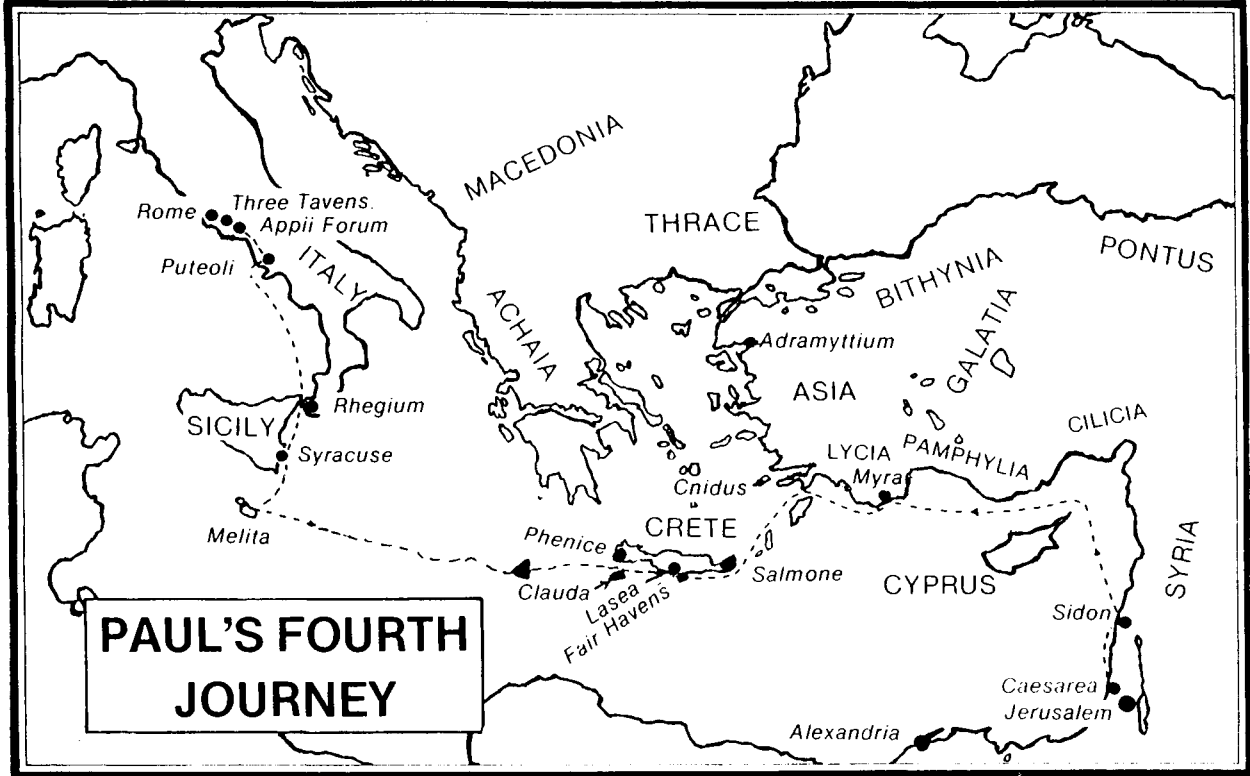 MACEDONIA
Three Tavens.
Rome
Appii Forum
THRACE
PONTUS
Puteoli
ITALY
BITHYNIA
ACHAIA
GALATIA
Adramyttium
ASIA
Rhegium
SICILY
CILICIA
Syracuse
LYCIA
PAMPHYLIA
Myra
Cnidus
Melita
Phenice
CRETE
SYRIA
Salmone
CYPRUS
Clauda
Lasea
Fair Havens
Sidon
PAUL'S FOURTH
JOURNEY
Caesarea
Jerusalem
Alexandria